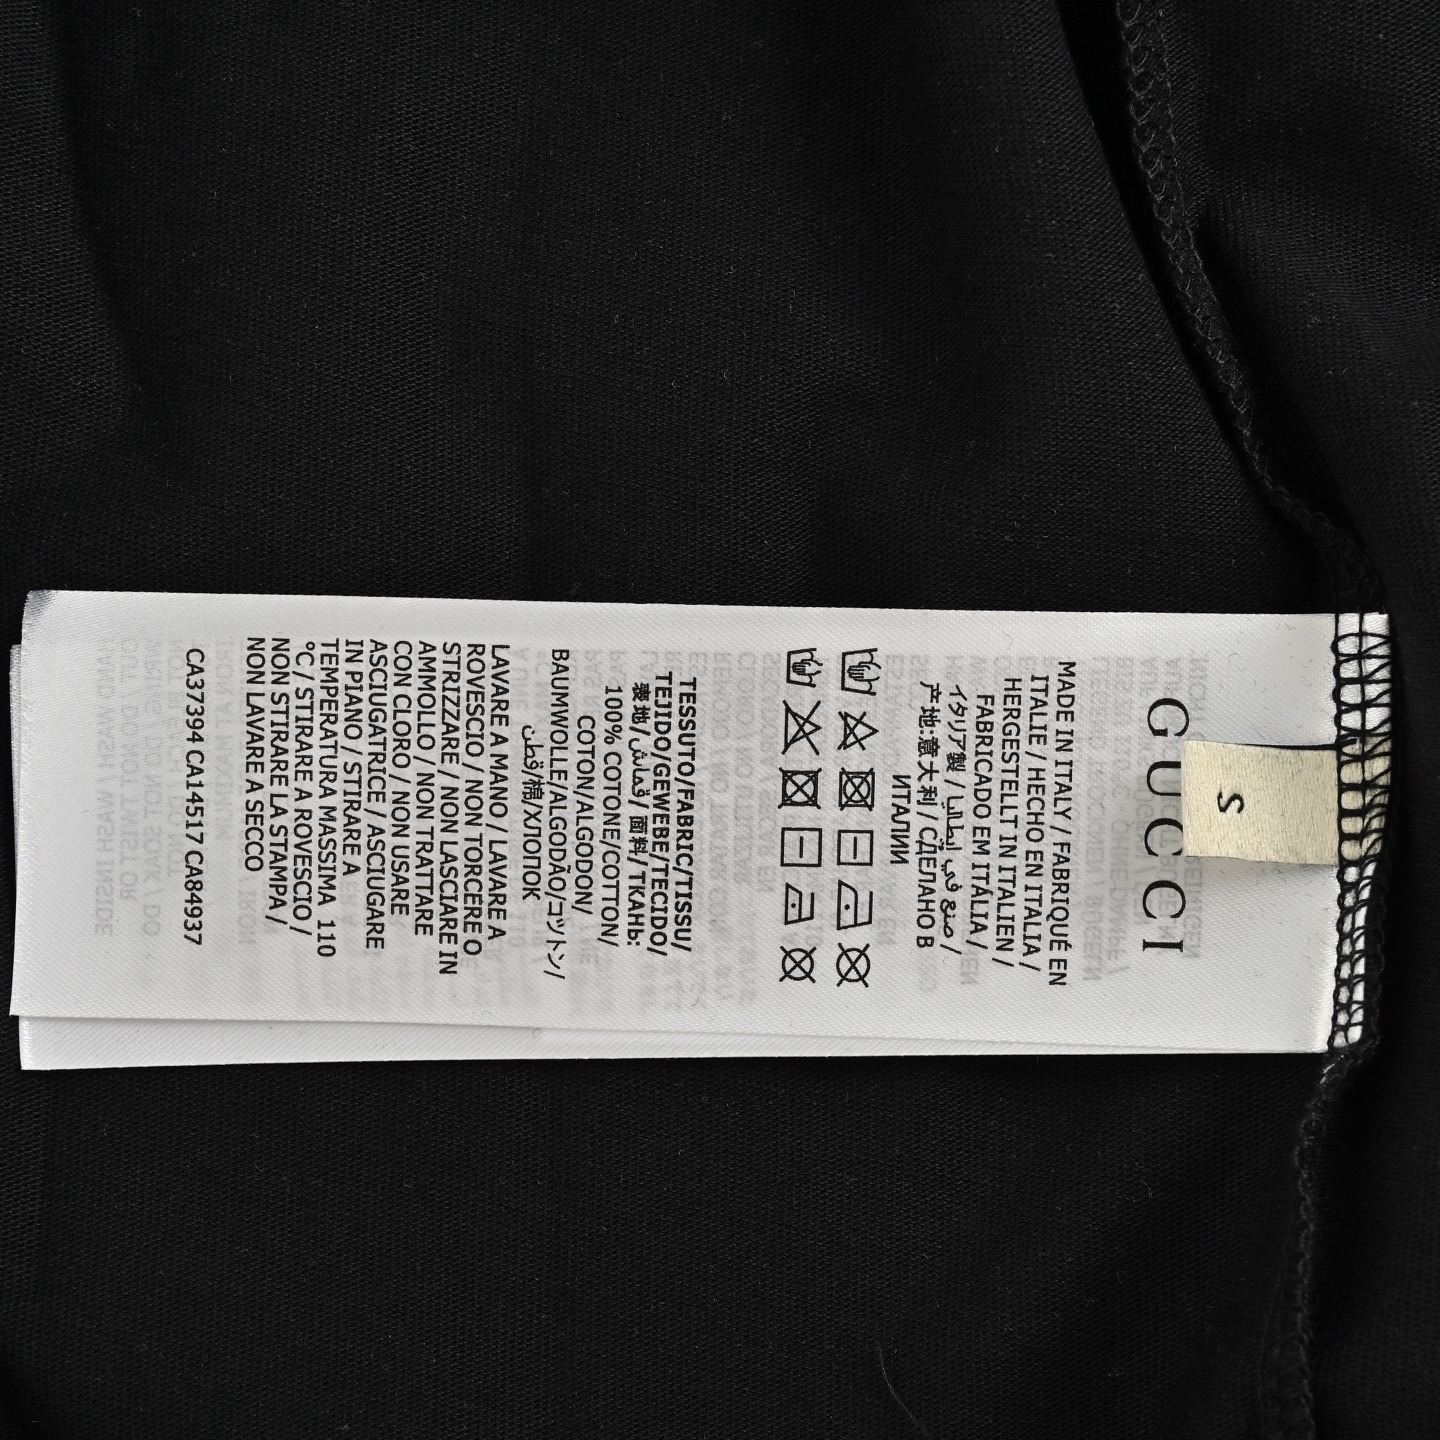 GUCCI
S
MADE IN ITALY / FABRIQUÉ EN
ITALIE / HECHO EN ITALIA /
HERGESTELLT IN ITALIEN /
FABRICADO EM ITÁLIA /
イタリア製 / صنع في إيطاليا /
产地:意大利 / СДЕЛАНО В
ИТАЛИИ
TESSUTO/FABRIC/TISSU/
TEJIDO/GEWEBE/TECIDO/
表地/قماش/面料/ТКАНЬ:
100% COTONE/COTTON/
COTON/ALGODON/
BAUMWOLLE/ALGODÃO/コットン/
قطن/棉/ХЛОПОК
LAVARE A MANO / LAVARE A
ROVESCIO / NON TORCERE O
STRIZZARE / NON LASCIARE IN
AMMOLLO / NON TRATTARE
CON CLORO / NON USARE
ASCIUGATRICE / ASCIUGARE
IN PIANO / STIRARE A
TEMPERATURA MASSIMA 110
°C / STIRARE A ROVESCIO /
NON STIRARE LA STAMPA /
NON LAVARE A SECCO
CA37394 CA14517 CA84937